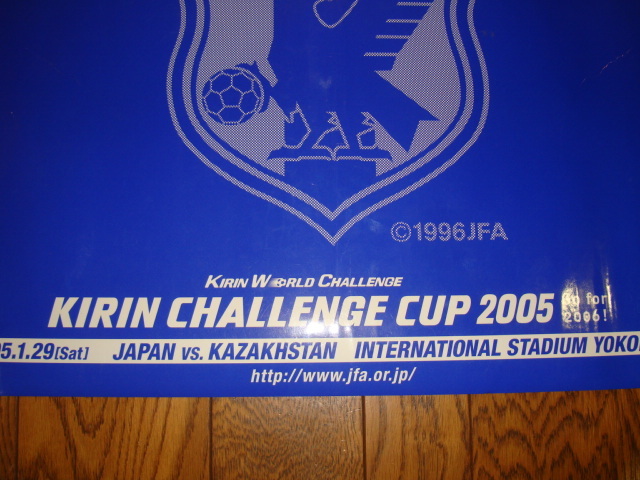 ©1996JFA
KIRIN WORLD CHALLENGE
KIRIN CHALLENGE CUP 2005
Go for
2006!
05.1.29[Sat] JAPAN vs. KAZAKHSTAN INTERNATIONAL STADIUM YOKO
http://www.jfa.or.jp/